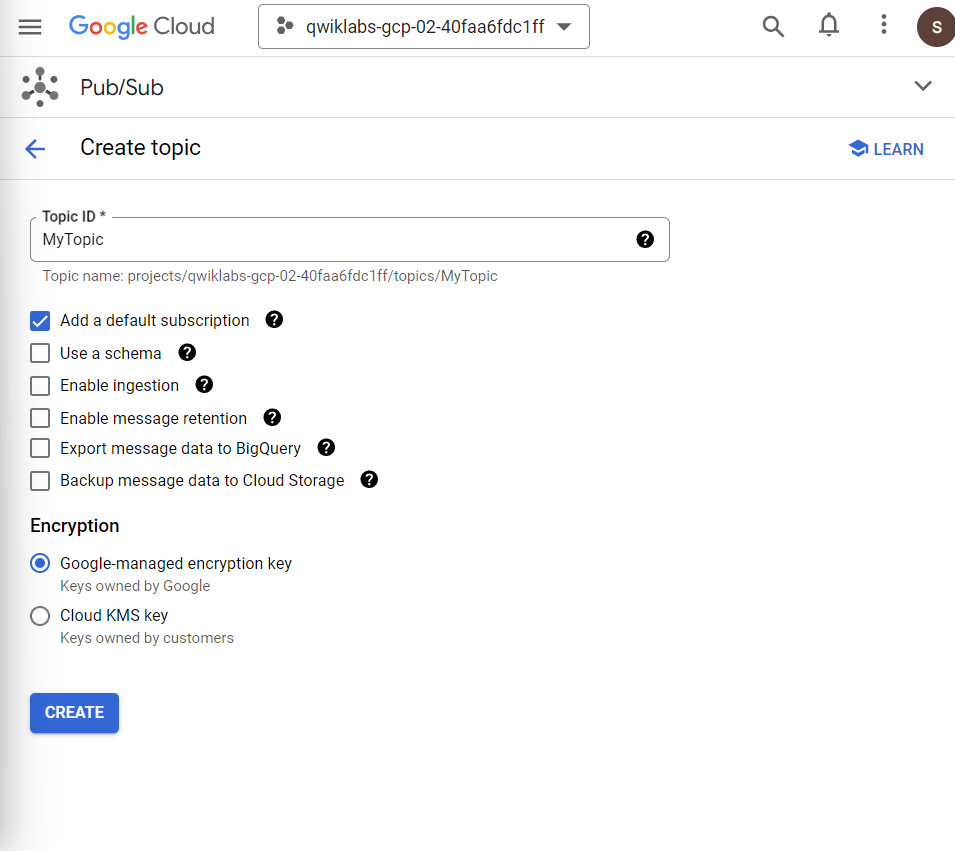 Google Cloud
qwiklabs-gcp-02-40faa6fdc1ff
S
Pub/Sub
Create topic
LEARN
Topic ID *
MyTopic
Topic name: projects/qwiklabs-gcp-02-40faa6fdc1ff/topics/MyTopic
Add a default subscription
Use a schema
Enable ingestion
Enable message retention
Export message data to BigQuery
Backup message data to Cloud Storage
Encryption
Google-managed encryption key
Keys owned by Google
Cloud KMS key
Keys owned by customers
CREATE